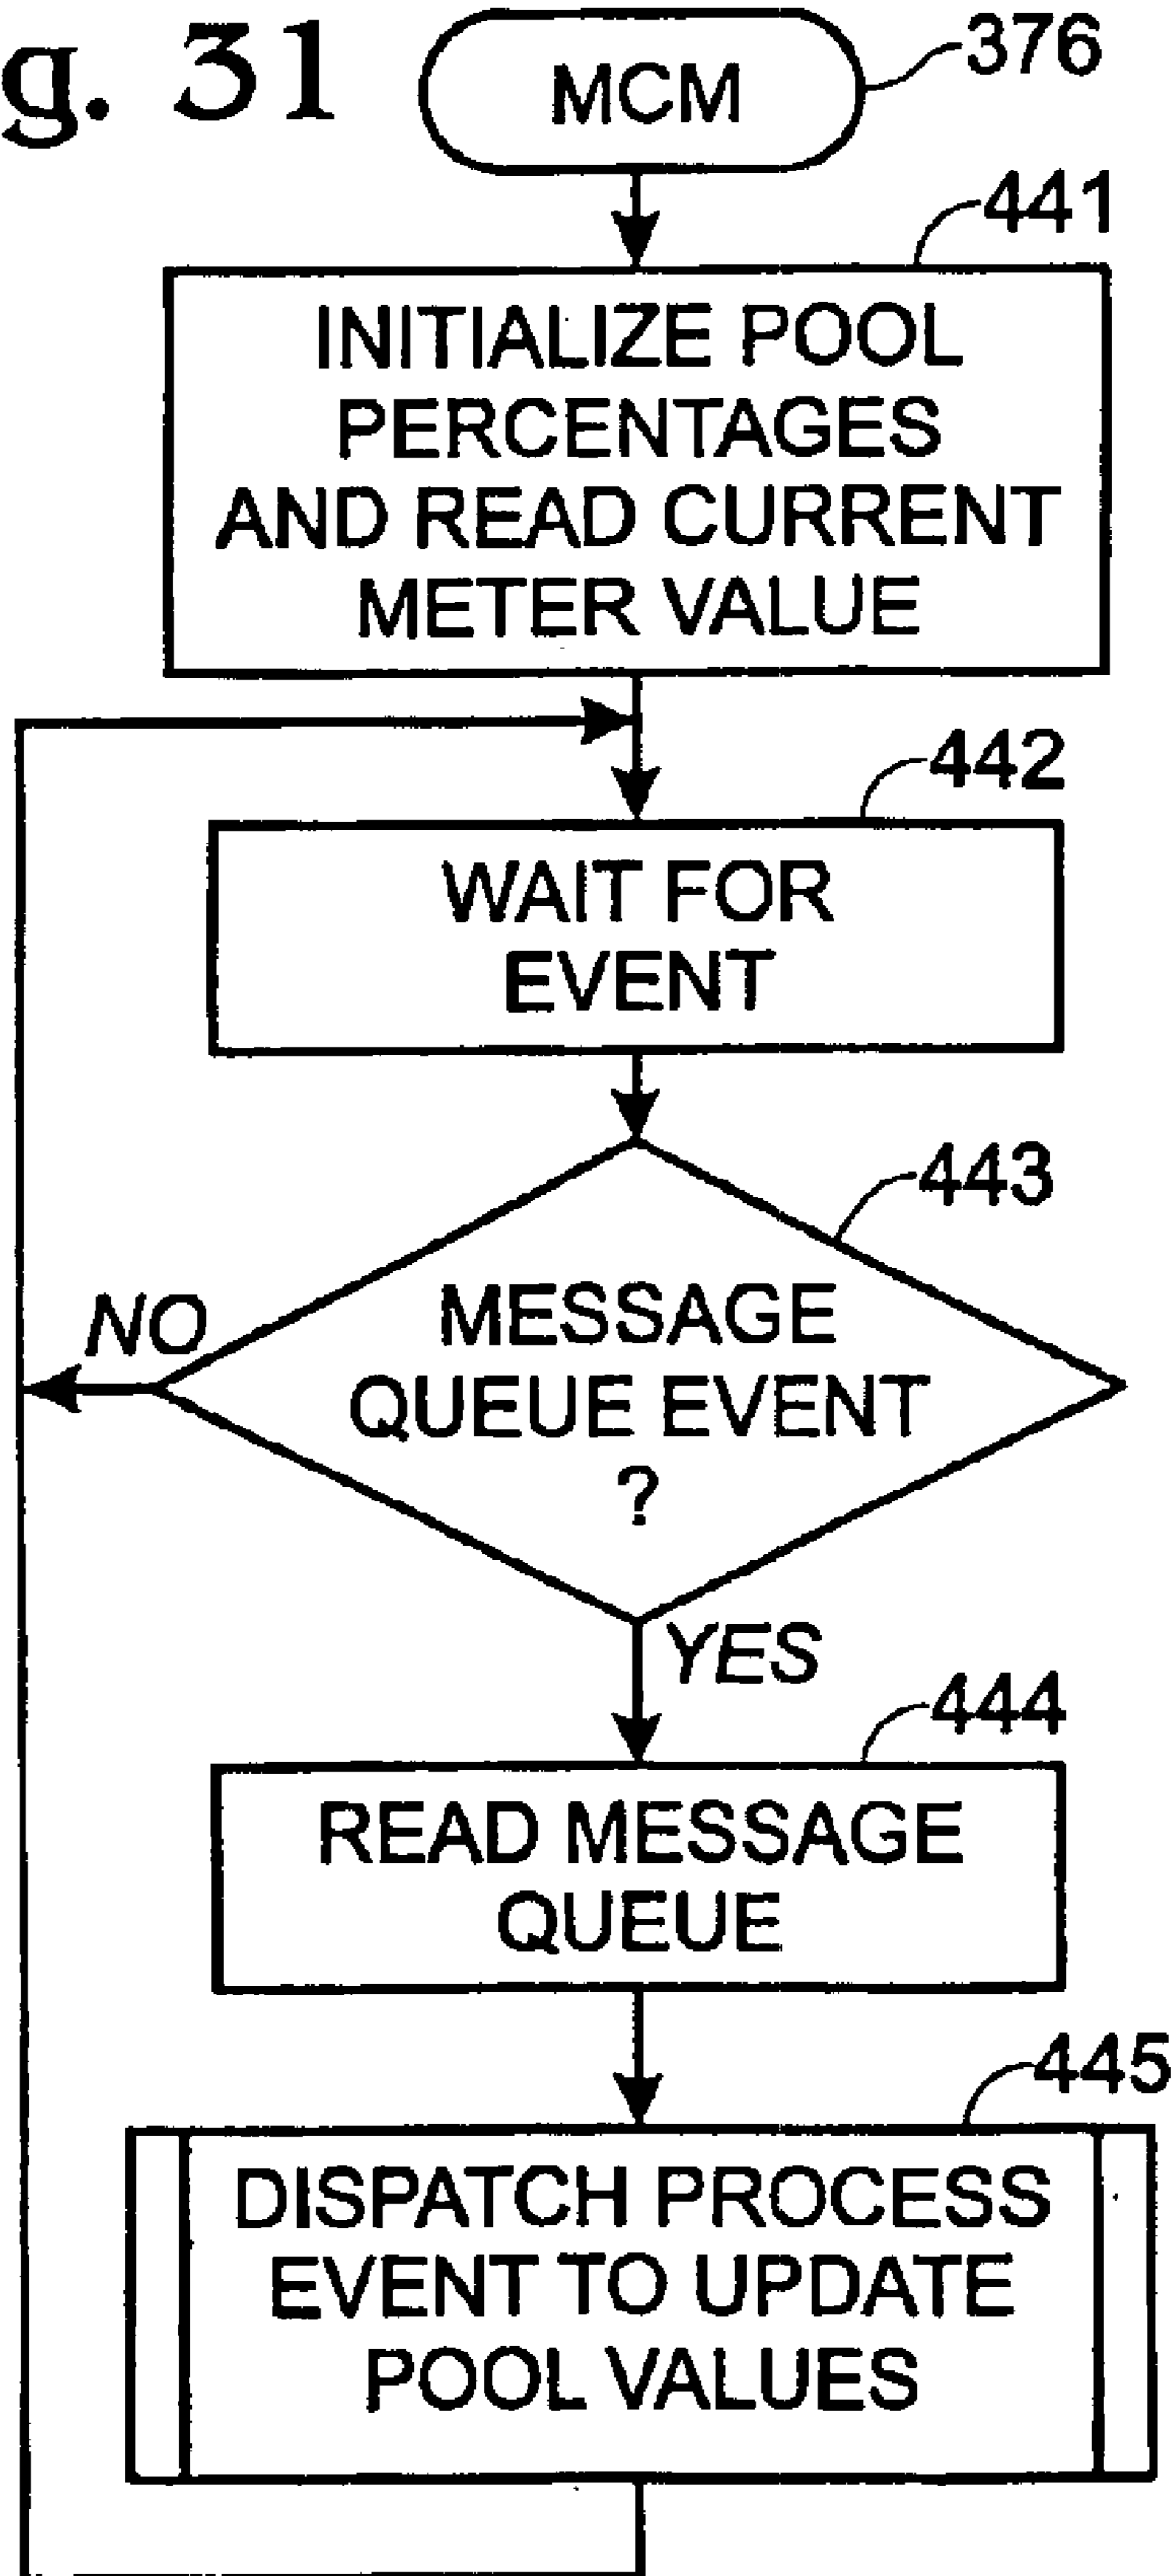 g. 31
MCM
376
441
INITIALIZE POOL
PERCENTAGES
AND READ CURRENT
METER VALUE
442
WAIT FOR
EVENT
443
NO
MESSAGE
QUEUE EVENT
?
YES
444
READ MESSAGE
QUEUE
445
DISPATCH PROCESS
EVENT TO UPDATE
POOL VALUES